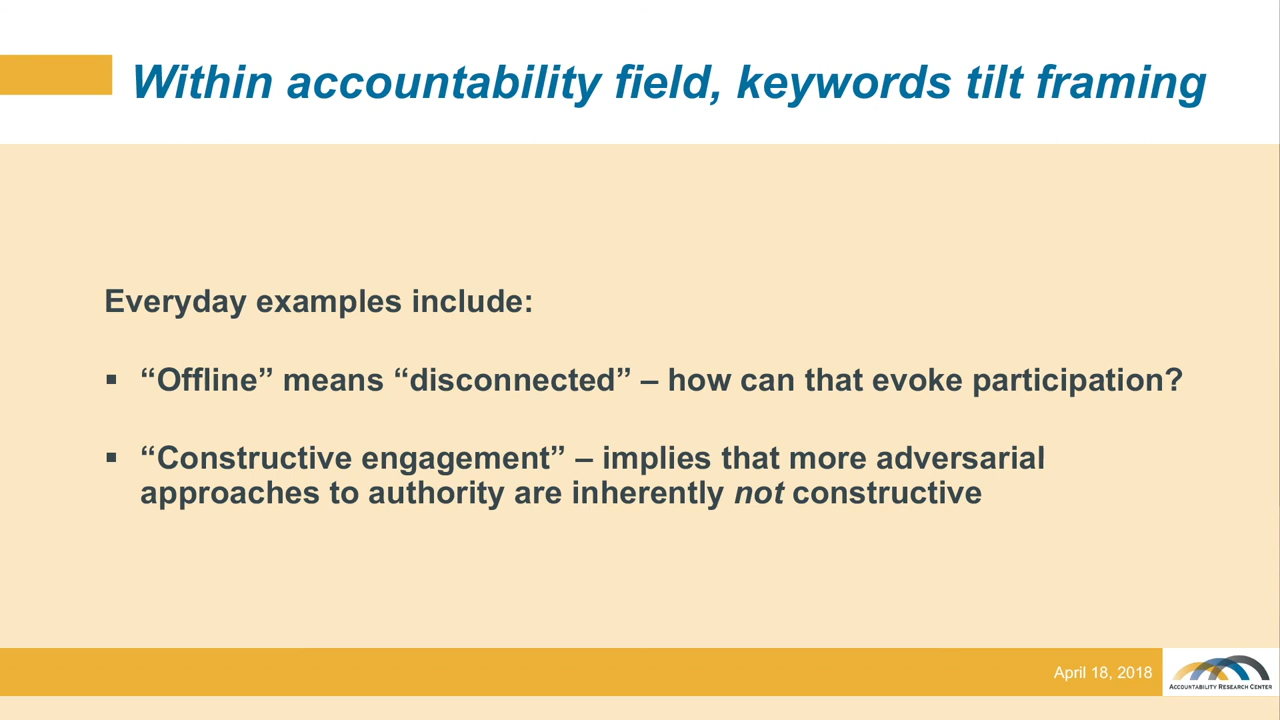 Within accountability field, keywords tilt framing
Everyday examples include:
▪ “Offline” means “disconnected” – how can that evoke participation?
▪ “Constructive engagement” – implies that more adversarial
approaches to authority are inherently not constructive
April 18, 2018
ACCOUNTABILITY RESEARCH CENTER